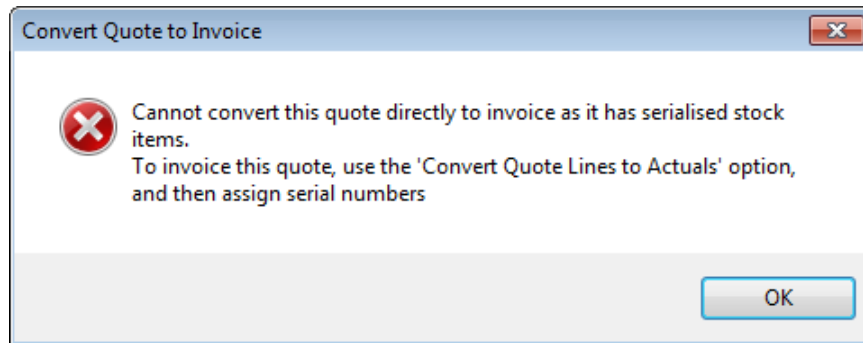 Convert Quote to Invoice
Cannot convert this quote directly to invoice as it has serialised stock
items.
To invoice this quote, use the 'Convert Quote Lines to Actuals' option,
and then assign serial numbers
OK